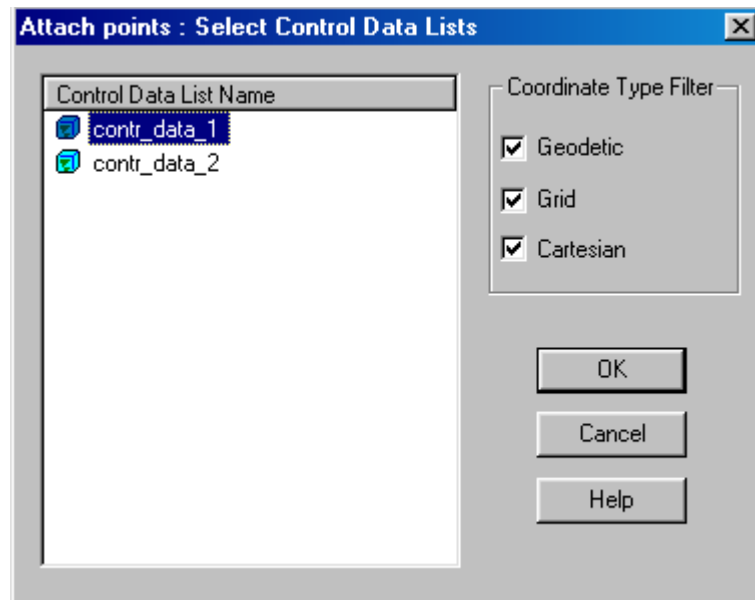 Attach points : Select Control Data Lists
Control Data List Name
contr_data_1
contr_data_2
Coordinate Type Filter
Geodetic
Grid
Cartesian
OK
Cancel
Help